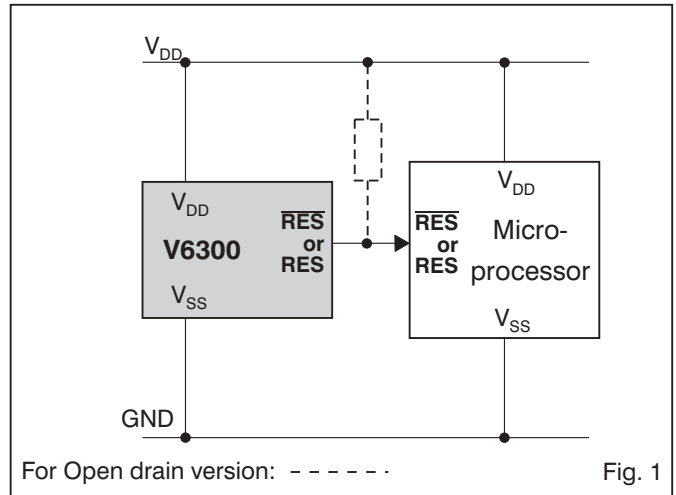 VDD
VDD
V6300
VSS
RES
or
RES
RES
or
RES
VDD
Micro-
processor
VSS
GND
For Open drain version: - - - - - -
Fig. 1